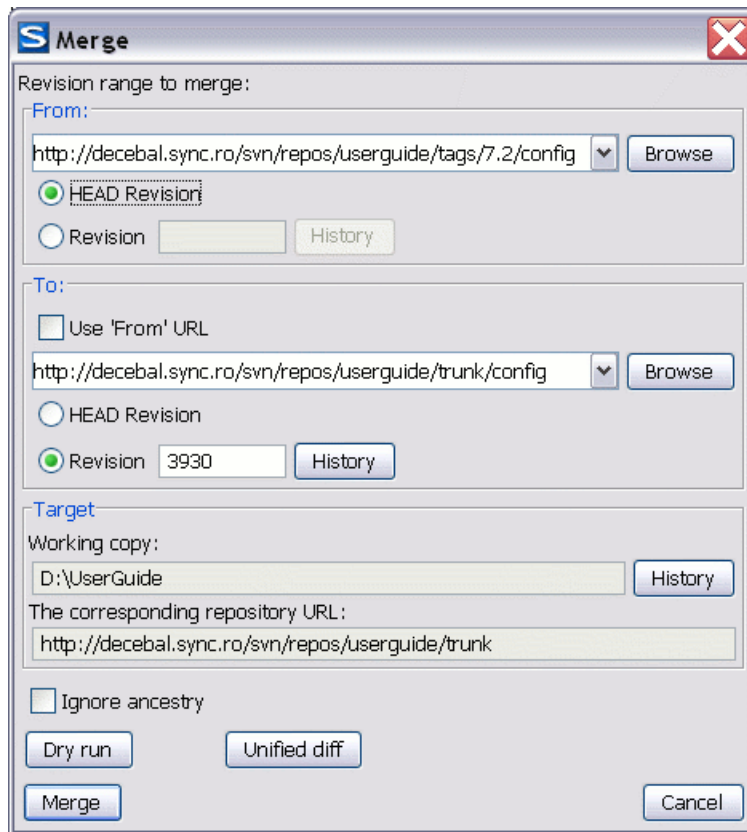 S Merge
Revision range to merge:
From:
http://decebal.sync.ro/svn/repos/userguide/tags/7.2/config Browse
HEAD Revision
Revision History
To:
Use 'From' URL
http://decebal.sync.ro/svn/repos/userguide/trunk/config Browse
HEAD Revision
Revision 3930 History
Target
Working copy:
D:\UserGuide History
The corresponding repository URL:
http://decebal.sync.ro/svn/repos/userguide/trunk
Ignore ancestry
Dry run Unified diff
Merge Cancel